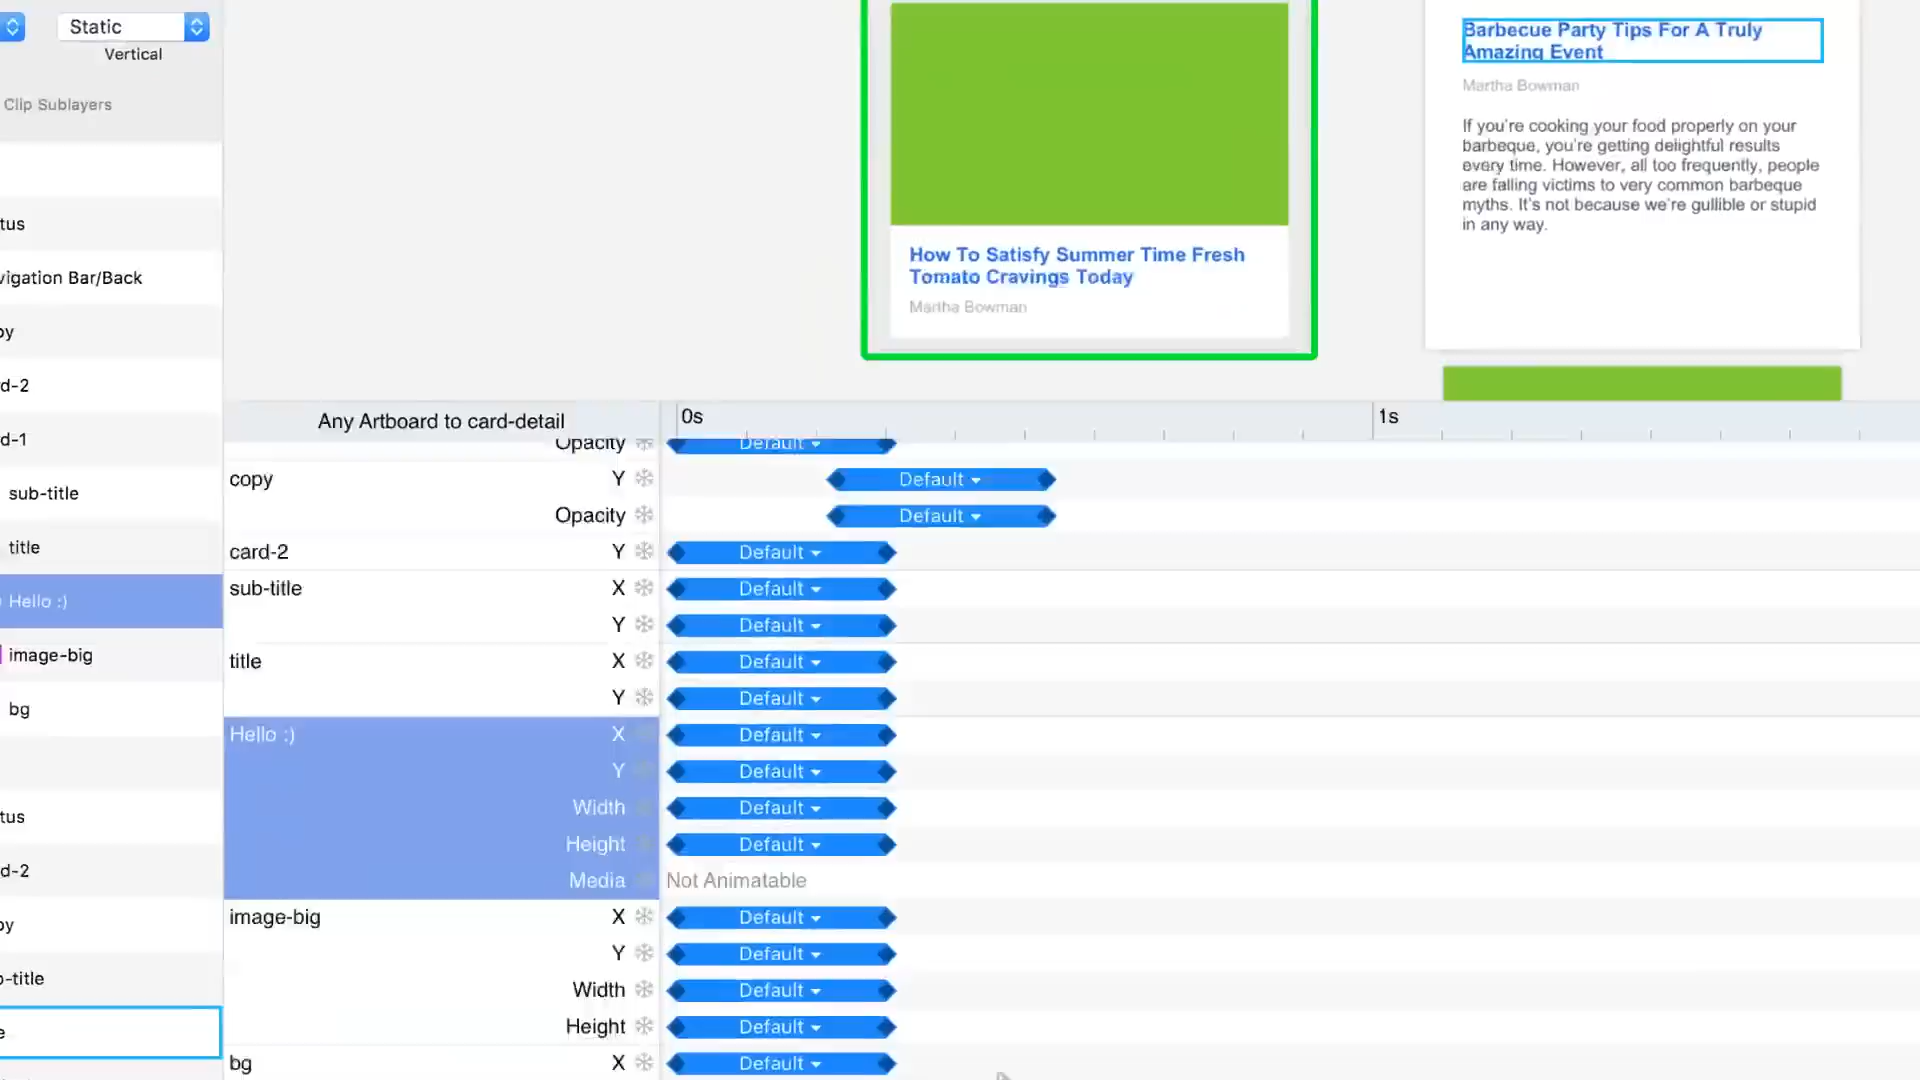 Static
Vertical
Clip Sublayers
tus
vigation Bar/Back
py
d-2
d-1
sub-title
title
Hello :)
image-big
bg
tus
d-2
py
o-title
e
Barbecue Party Tips For A Truly
Amazing Event
Martha Bowman
If you're cooking your food properly on your
barbeque, you're getting delightful results
every time. However, all too frequently, people
are falling victims to very common barbeque
myths. It's not because we're gullible or stupid
in any way.
How To Satisfy Summer Time Fresh
Tomato Cravings Today
Martha Bowman
Any Artboard to card-detail 0s 1s
Opacity Default
copy Y Default
Opacity Default
card-2 Y Default
sub-title X Default
Y Default
title X Default
Y Default
Hello :) X Default
Y Default
Width Default
Height Default
Media Not Animatable
image-big X Default
Y Default
Width Default
Height Default
bg X Default